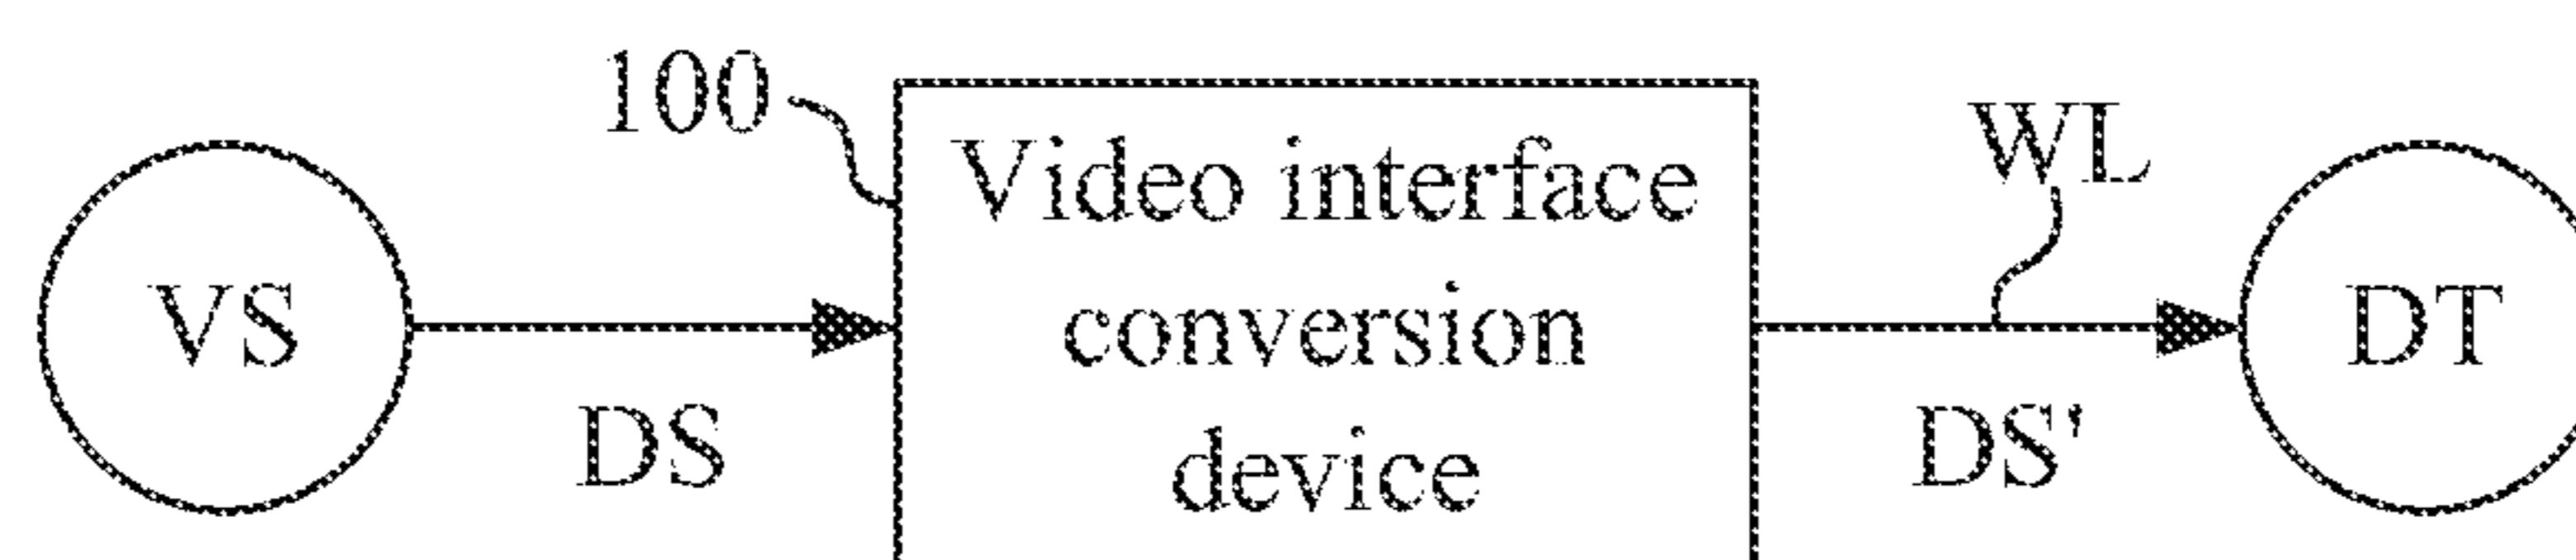 100
Video interface
conversion
device
WL
VS
DS
DS'
DT